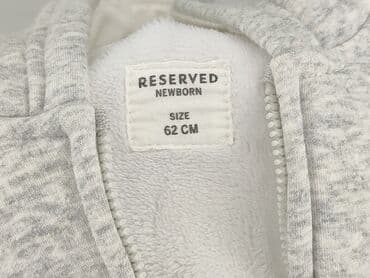 RESERVED
NEWBORN
SIZE
62 CM